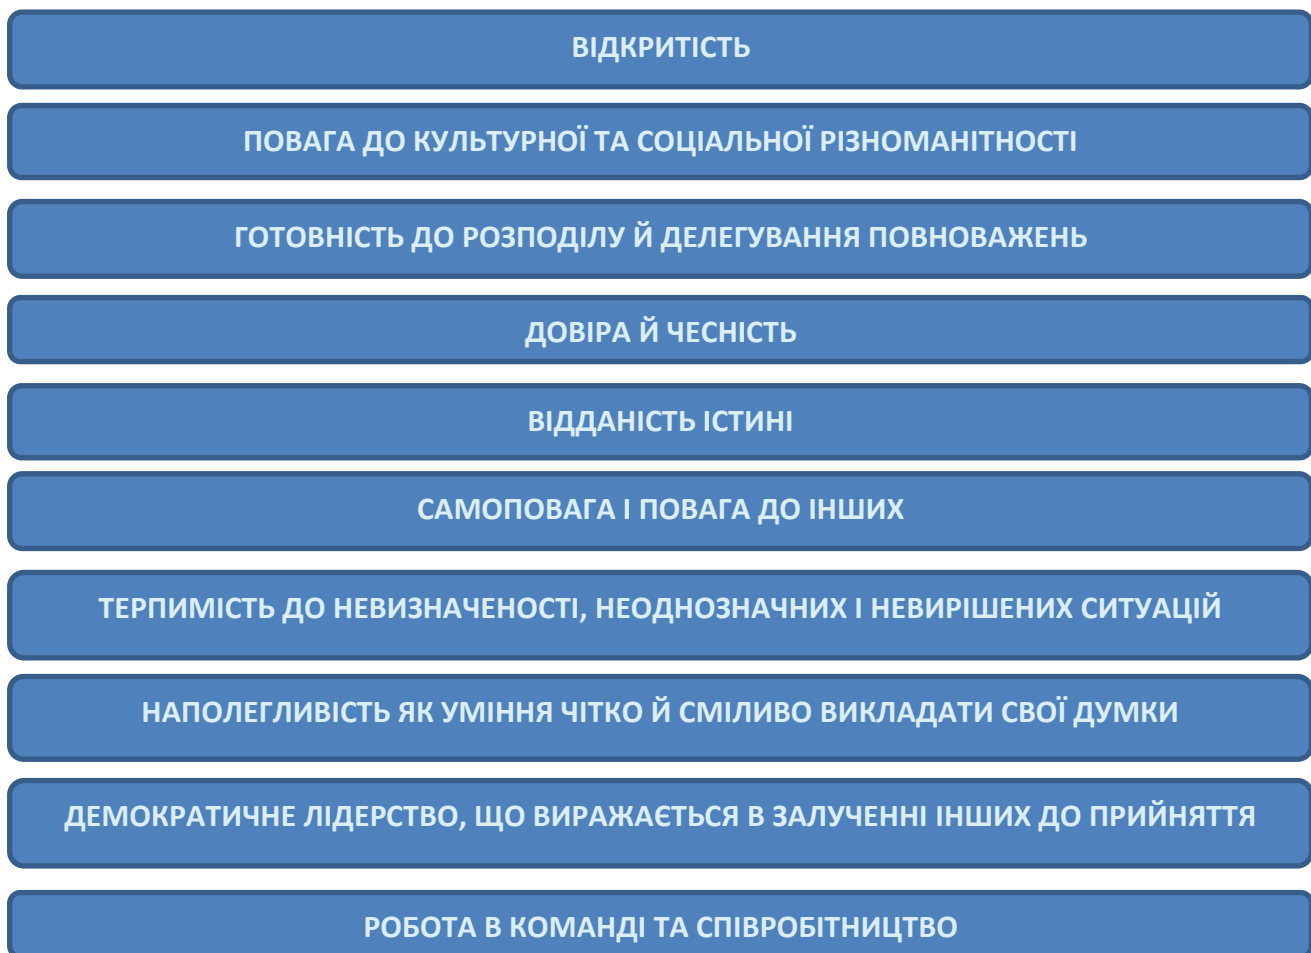 ВІДКРИТІСТЬ
ПОВАГА ДО КУЛЬТУРНОЇ ТА СОЦІАЛЬНОЇ РІЗНОМАНІТНОСТІ
ГОТОВНІСТЬ ДО РОЗПОДІЛУ Й ДЕЛЕГУВАННЯ ПОВНОВАЖЕНЬ
ДОВІРА Й ЧЕСНІСТЬ
ВІДДАНІСТЬ ІСТИНІ
САМОПОВАГА І ПОВАГА ДО ІНШИХ
ТЕРПИМІСТЬ ДО НЕВИЗНАЧЕНОСТІ, НЕОДНОЗНАЧНИХ І НЕВИРІШЕНИХ СИТУАЦІЙ
НАПОЛЕГЛИВІСТЬ ЯК УМІННЯ ЧІТКО Й СМІЛИВО ВИКЛАДАТИ СВОЇ ДУМКИ
ДЕМОКРАТИЧНЕ ЛІДЕРСТВО, ЩО ВИРАЖАЄТЬСЯ В ЗАЛУЧЕННІ ІНШИХ ДО ПРИЙНЯТТЯ
РОБОТА В КОМАНДІ ТА СПІВРОБІТНИЦТВО